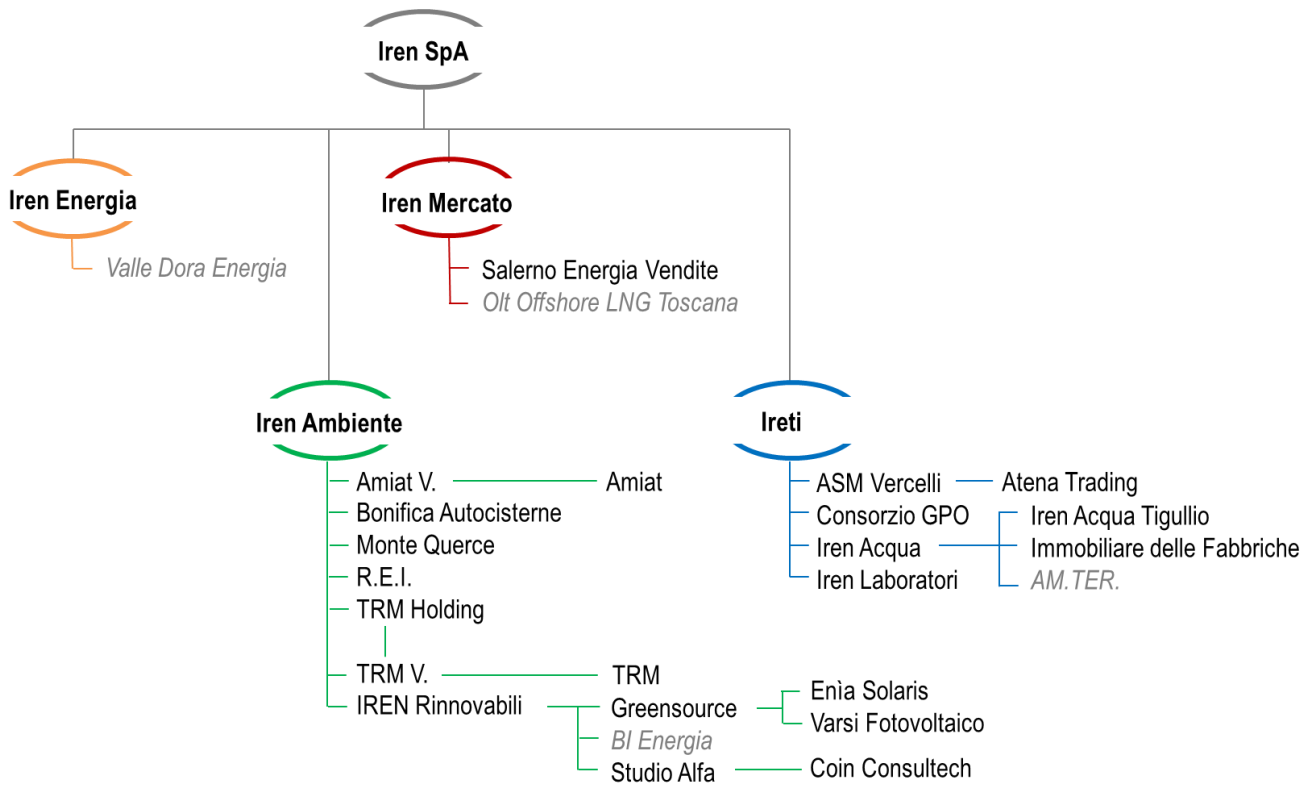 Iren SpA
Iren Energia
Iren Mercato
Valle Dora Energia
Salerno Energia Vendite
Olt Offshore LNG Toscana
Iren Ambiente
Ireti
Amiat V.
Amiat
Bonifica Autocisterne
Monte Querce
R.E.I.
TRM Holding
TRM V.
TRM
IREN Rinnovabili
Greensource
BI Energia
Studio Alfa
Enìa Solaris
Varsi Fotovoltaico
Coin Consultech
ASM Vercelli
Atena Trading
Consorzio GPO
Iren Acqua
Iren Laboratori
Iren Acqua Tigullio
Immobiliare delle Fabbriche
AM.TER.